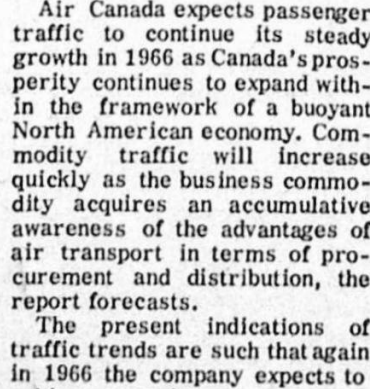 Air Canada expects passenger
traffic to continue its steady
growth in 1966 as Canada's pros-
perity continues to expand with-
in the framework of a buoyant
North American economy. Com-
modity traffic will increase
quickly as the business commo-
dity acquires an accumulative
awareness of the advantages of
air transport in terms of pro-
curement and distribution, the
report forecasts.
The present indications of
traffic trends are such that again
in 1966 the company expects to